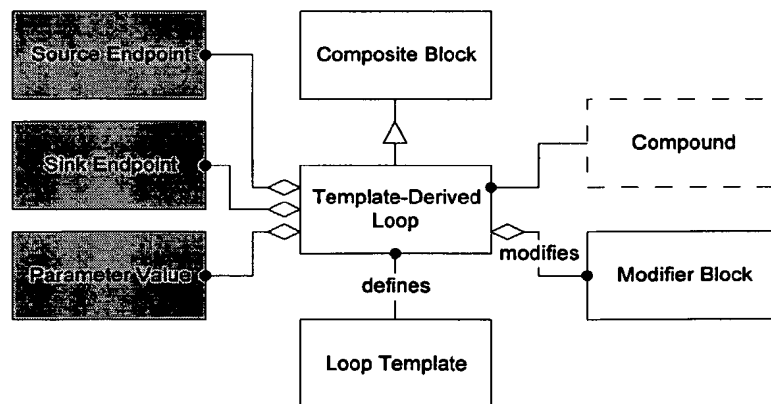 Source Endpoint
Composite Block
Sink Endpoint
Compound
Template-Derived
Loop
Parameter Value
modifies
Modifier Block
defines
Loop Template